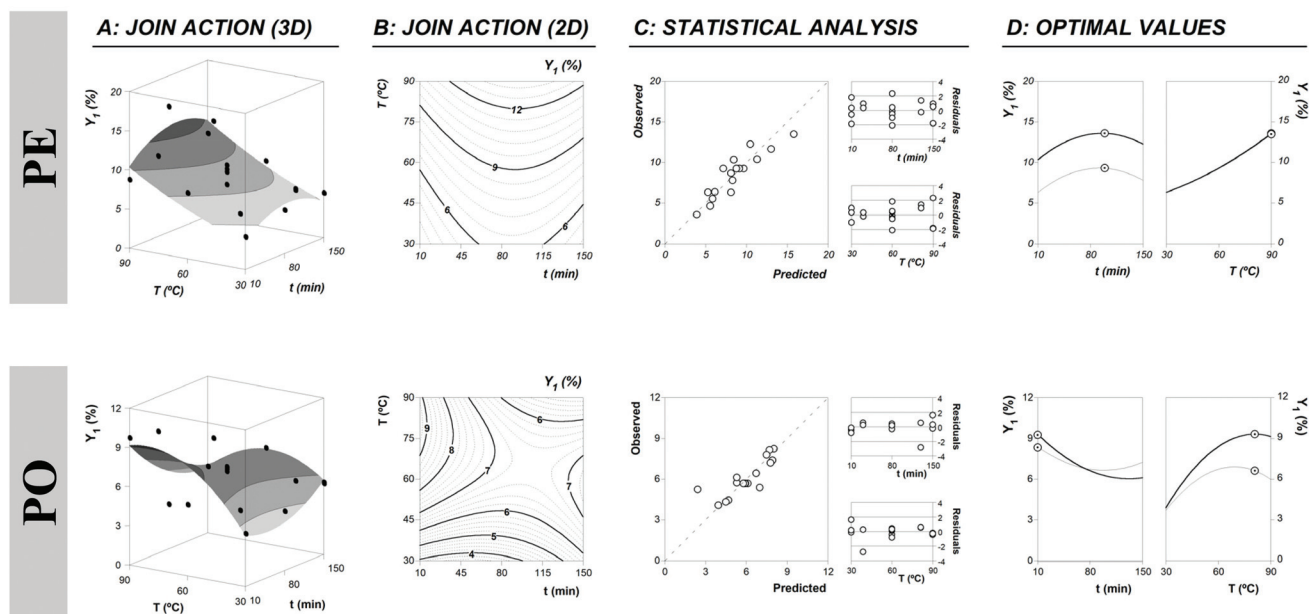 A: JOIN ACTION (3D)
B: JOIN ACTION (2D)
C: STATISTICAL ANALYSIS
D: OPTIMAL VALUES
PE
Y1 (%)
20
15
10
5
0
90
60
30
T (ºC)
10
80
150
t (min)
Y1 (%)
T (ºC)
90
75
60
45
30
12
9
6
6
10 45 80 115 150
t (min)
Observed
20
15
10
5
0
0 5 10 15 20
Predicted
4
2
0
-2
-4
Residuals
10 80 150
t (min)
4
2
0
-2
-4
Residuals
30 60 90
T (ºC)
Y1 (%)
20
15
10
5
0
10 80 150
t (min)
Y1 (%)
20
15
10
5
0
30 60 90
T (ºC)
PO
Y1 (%)
12
9
6
3
0
90
60
30
T (ºC)
10
80
150
t (min)
Y1 (%)
T (ºC)
90
75
60
45
30
9
8
7
6
7
6
5
4
10 45 80 115 150
t (min)
Observed
12
9
6
3
0
0 3 6 9 12
Predicted
4
2
0
-2
-4
Residuals
10 80 150
t (min)
4
2
0
-2
-4
Residuals
30 60 90
T (ºC)
Y1 (%)
12
9
6
3
0
10 80 150
t (min)
Y1 (%)
12
9
6
3
0
30 60 90
T (ºC)